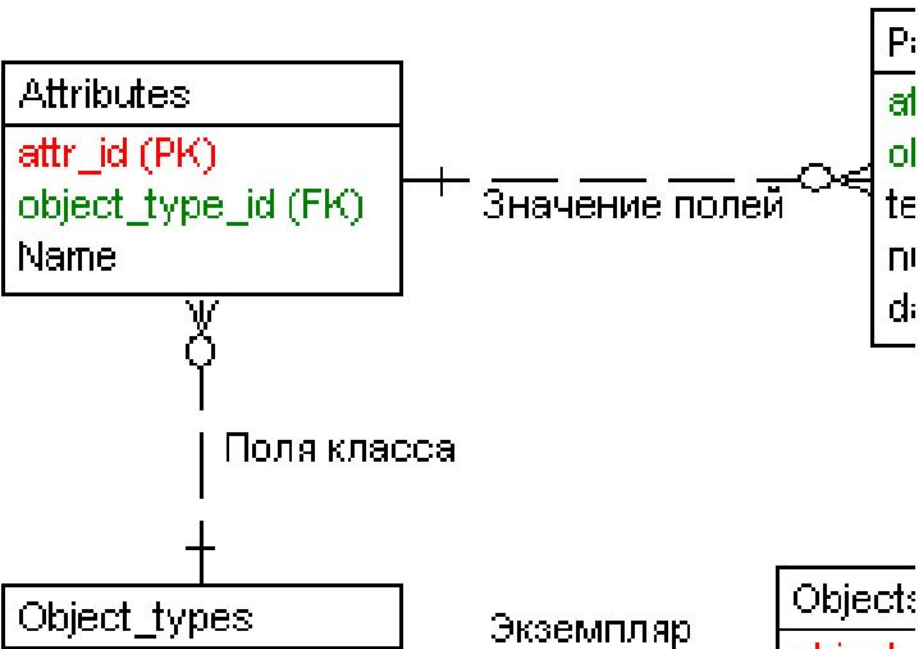 Attributes
attr_id (PK)
object_type_id (FK)
Name
Значение полей
Поля класса
Object_types
Экземпляр